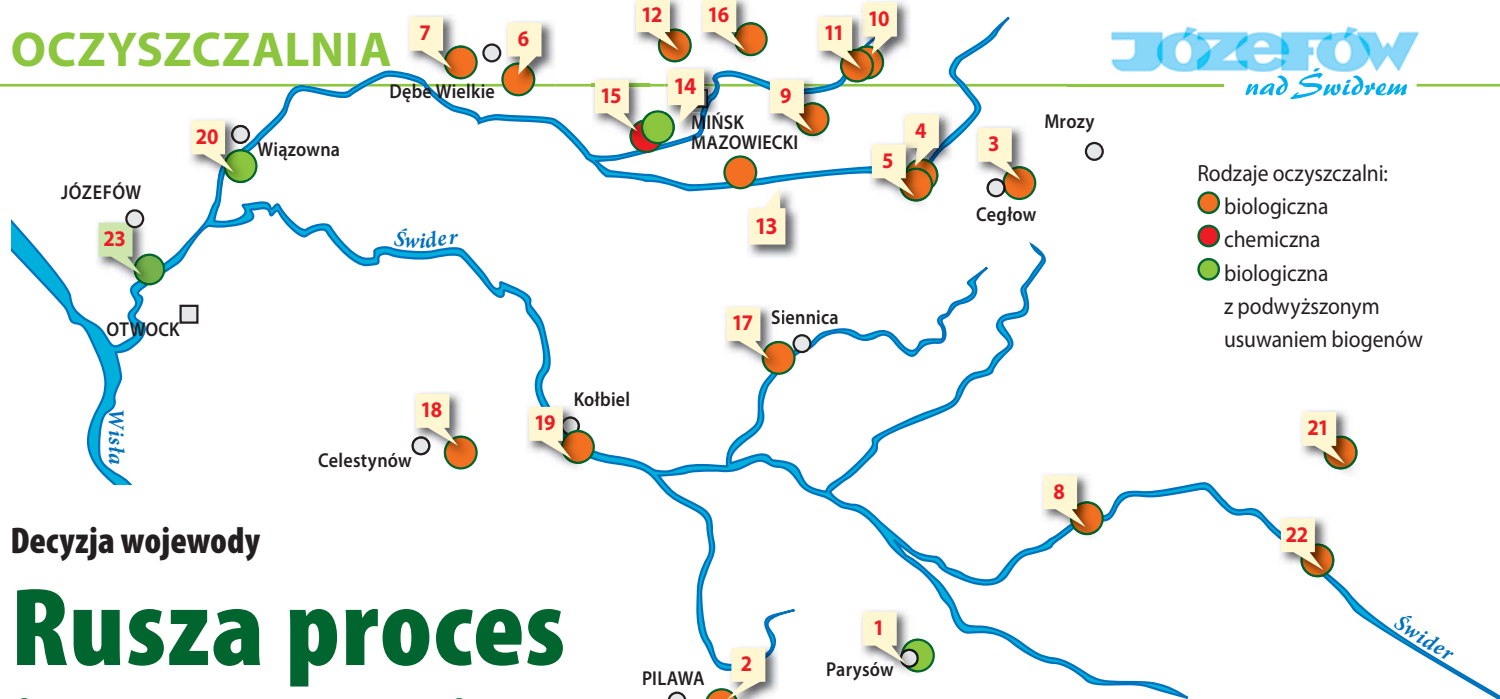 OCZYSZCZALNIA
JÓZEFÓW
nad Świdrem
7
6
12
16
11
10
Dębe Wielkie
15
14
9
MIŃSK
MAZOWIECKI
20
Wiązowna
4
5
3
Mrozy
Cegłow
13
JÓZEFÓW
23
OTWOCK
Świder
Wisła
Rodzaje oczyszczalni:
biologiczna
chemiczna
biologiczna
z podwyższonym
usuwaniem biogenów
17
Siennica
18
Celestynów
19
Kołbiel
21
8
22
Świder
1
Parysów
2
PILAWA
Decyzja wojewody
Rusza proces